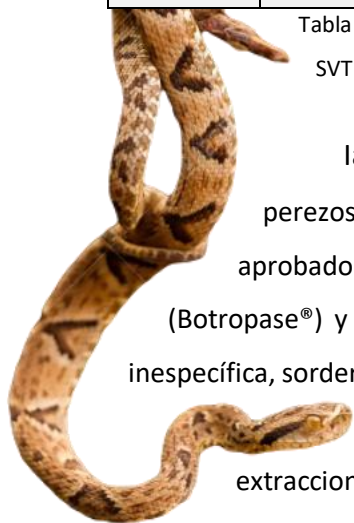 Tabla
SVT
la
perezos
aprobado
(Botropase®) y
inespecífica, sorder
extraccion